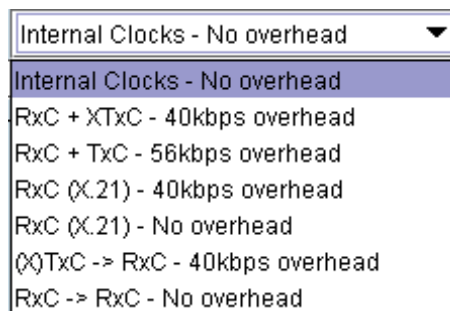 Internal Clocks - No overhead
Internal Clocks - No overhead
RxC + XTxC - 40kbps overhead
RxC + TxC - 56kbps overhead
RxC (X.21) - 40kbps overhead
RxC (X.21) - No overhead
(X)TxC -> RxC - 40kbps overhead
RxC -> RxC - No overhead